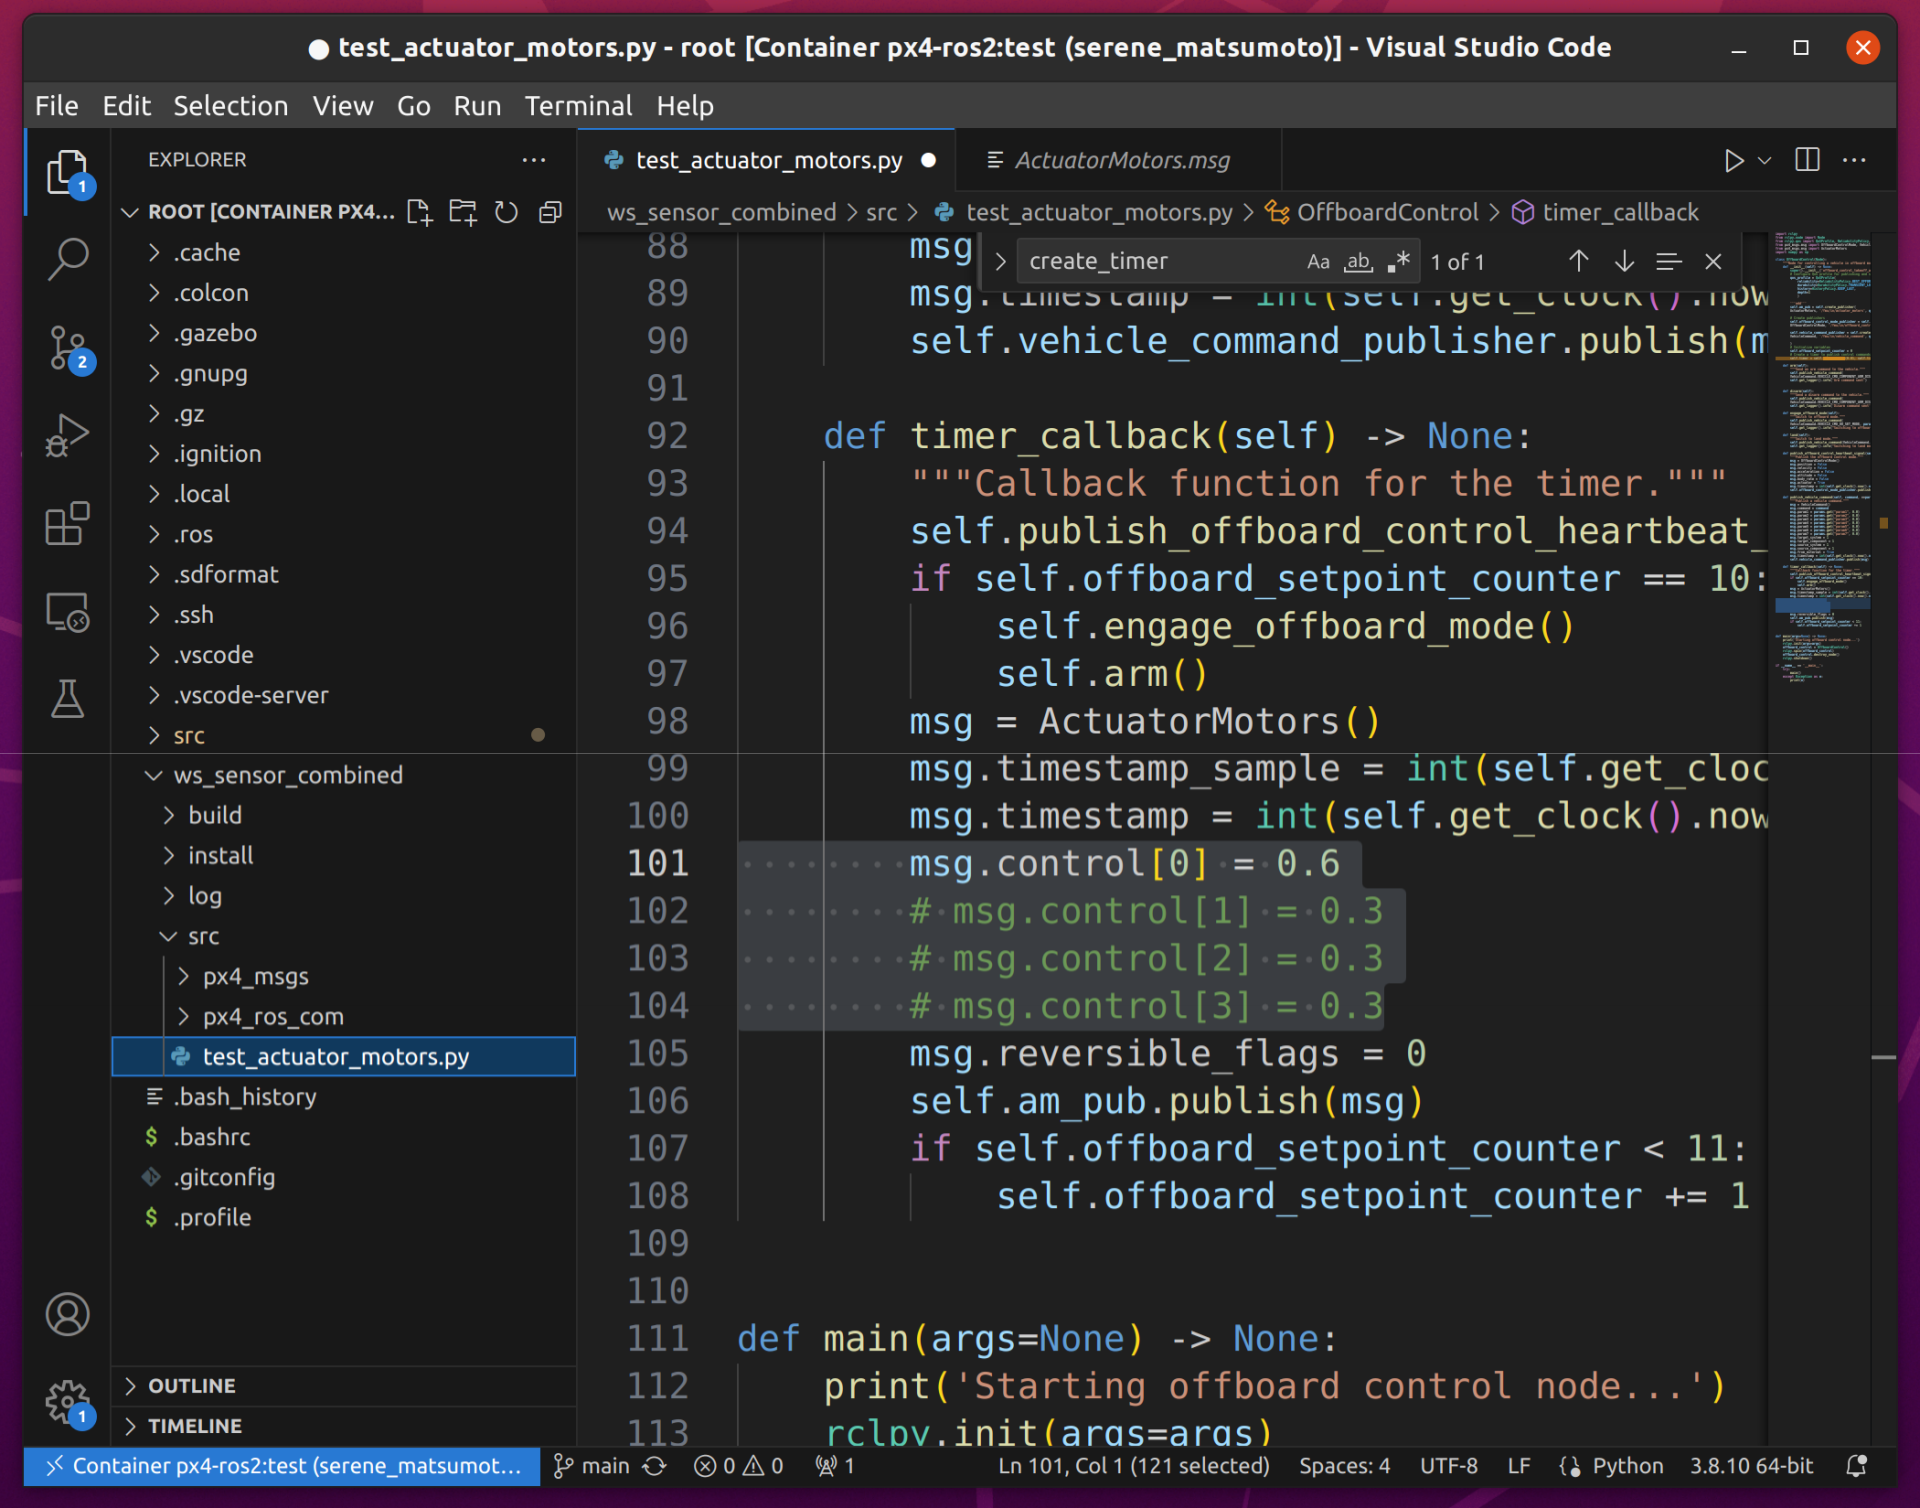 ● test_actuator_motors.py - root [Container px4-ros2:test (serene_matsumoto)] - Visual Studio Code
File Edit Selection View Go Run Terminal Help
EXPLORER
ROOT [CONTAINER PX4...
.cache
.colcon
.gazebo
.gnupg
.gz
.ignition
.local
.ros
.sdformat
.ssh
.vscode
.vscode-server
src
ws_sensor_combined
build
install
log
src
px4_msgs
px4_ros_com
test_actuator_motors.py
.bash_history
$ .bashrc
.gitconfig
$ .profile
OUTLINE
TIMELINE
1
2
1
test_actuator_motors.py ●
ActuatorMotors.msg
ws_sensor_combined > src > test_actuator_motors.py > OffboardControl > timer_callback
create_timer Aa ab .* 1 of 1
88 msg
89 msg.timestamp = int(self.get_clock().now
90 self.vehicle_command_publisher.publish(m
91
92 def timer_callback(self) -> None:
93 """Callback function for the timer."""
94 self.publish_offboard_control_heartbeat_
95 if self.offboard_setpoint_counter == 10:
96 self.engage_offboard_mode()
97 self.arm()
98 msg = ActuatorMotors()
99 msg.timestamp_sample = int(self.get_cloc
100 msg.timestamp = int(self.get_clock().now
101 msg.control[0] = 0.6
102 # msg.control[1] = 0.3
103 # msg.control[2] = 0.3
104 # msg.control[3] = 0.3
105 msg.reversible_flags = 0
106 self.am_pub.publish(msg)
107 if self.offboard_setpoint_counter < 11:
108 self.offboard_setpoint_counter += 1
109
110
111 def main(args=None) -> None:
112 print('Starting offboard control node...')
113 rclpy.init(args=args)
Container px4-ros2:test (serene_matsumot... main 0 0 1 Ln 101, Col 1 (121 selected) Spaces: 4 UTF-8 LF Python 3.8.10 64-bit